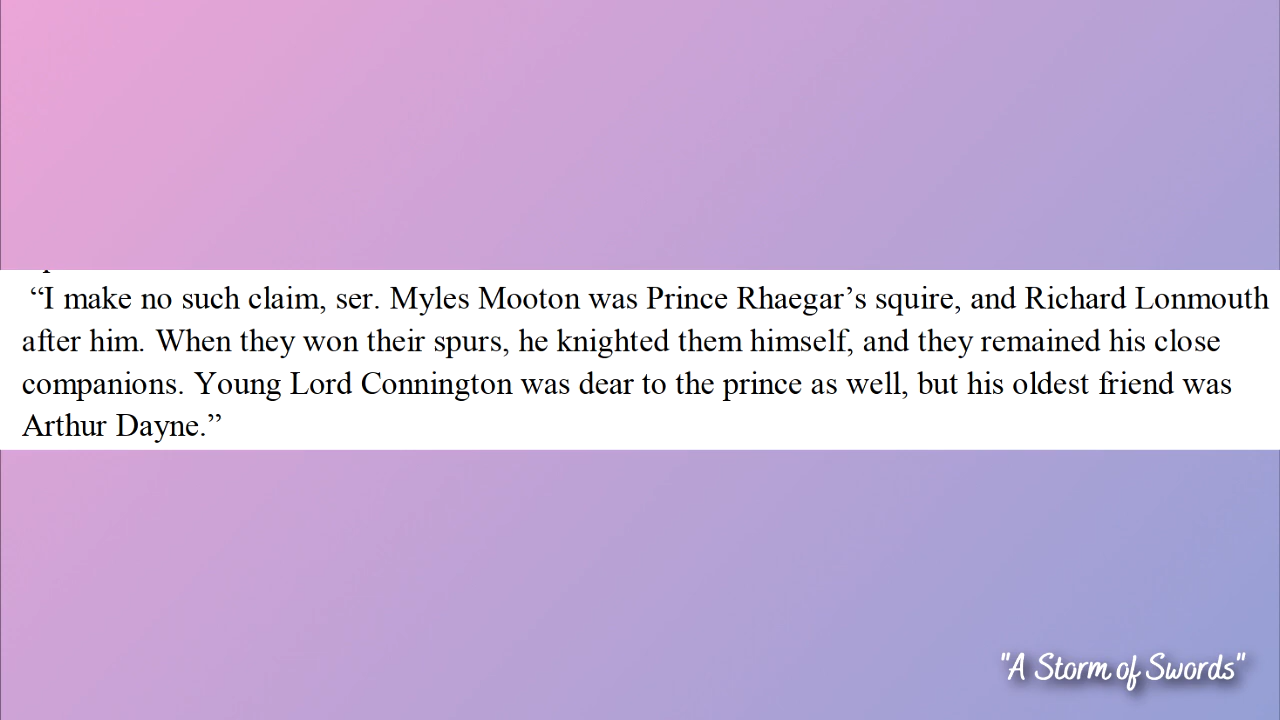 “I make no such claim, ser. Myles Mooton was Prince Rhaegar’s squire, and Richard Lonmouth
after him. When they won their spurs, he knighted them himself, and they remained his close
companions. Young Lord Connington was dear to the prince as well, but his oldest friend was
Arthur Dayne.”
"A Storm of Swords"